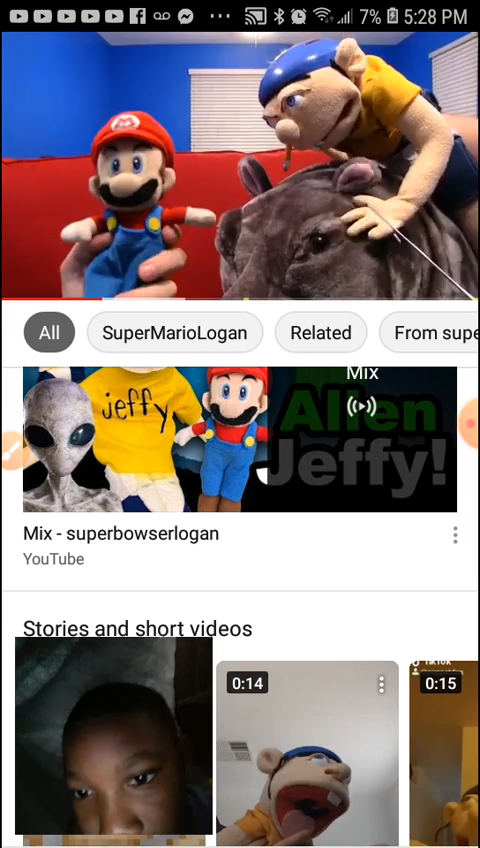 7% 5:28 PM
M
All SuperMarioLogan Related From supe
Mix
jeffy
Alien
Jeffy!
Mix - superbowserlogan
YouTube
Stories and short videos
0:14
TikTok
0:15